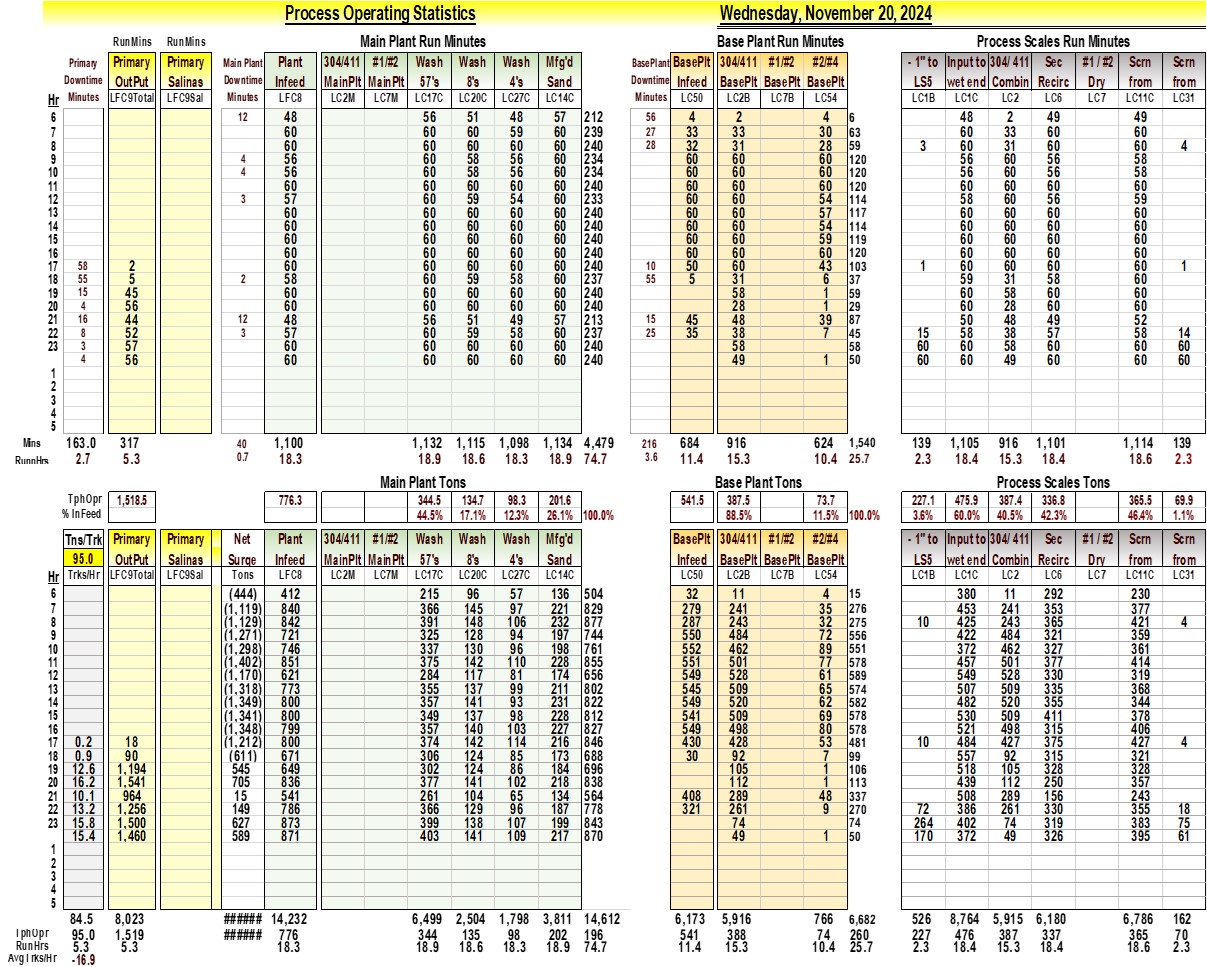 Process Operating Statistics Wednesday, November 20, 2024
RunMins RunMins Main Plant Run Minutes Base Plant Run Minutes Process Scales Run Minutes
Primary Primary Primary Main Plant Plant 304/411 #1/#2 Wash Wash Wash Mfg'd BasePlant BasePlt 304/411 #1/#2 #2/#4 - 1" to Input to 304/ 411 Sec #1 / #2 Scrn Scrn
Downtime OutPut Salinas Downtime Infeed MainPlt MainPlt 57's 8's 4's Sand Downtime Infeed BasePlt BasePlt BasePlt LS5 wet end Combin Recirc Dry from from
Hr Minutes LFC9Total LFC9Sal Minutes LFC8 LC2M LC7M LC17C LC20C LC27C LC14C Minutes LC50 LC2B LC7B LC54 LC1B LC1C LC2 LC6 LC7 LC11C LC31
6 12 48 56 51 48 57 212 56 4 2 4 6 48 2 49 49
7 60 60 60 59 60 239 27 33 33 30 63 60 33 60 60
8 60 60 60 60 60 240 28 32 31 28 59 3 60 31 60 60 4
9 4 56 60 58 56 60 234 60 60 60 120 56 60 56 58
10 4 56 60 58 56 60 234 60 60 60 120 56 60 56 58
11 60 60 60 60 60 240 60 60 60 120 60 60 60 60
12 3 57 60 59 54 60 233 60 60 54 114 58 60 56 59
13 60 60 60 60 60 240 60 60 57 117 60 60 60 60
14 60 60 60 60 60 240 60 60 54 114 60 60 60 60
15 60 60 60 60 60 240 60 60 59 119 60 60 60 60
16 60 60 60 60 60 240 60 60 60 120 60 60 60 60
17 58 2 60 60 60 60 60 240 10 50 60 43 103 1 60 60 60 60 1
18 55 5 2 58 60 59 58 60 237 55 5 31 6 37 59 31 58 60
19 15 45 60 60 60 60 60 240 58 1 59 60 58 60 60
20 4 56 60 60 60 60 60 240 28 1 29 60 28 60 60
21 16 44 12 48 56 51 49 57 213 15 45 48 39 87 50 48 49 52
22 8 52 3 57 60 59 58 60 237 25 35 38 7 45 15 58 38 57 58 14
23 3 57 60 60 60 60 60 240 58 58 60 60 58 60 60 60
4 56 60 60 60 60 60 240 49 1 50 60 60 49 60 60 60
1
2
3
4
5
Mins 163.0 317 40 1,100 1,132 1,115 1,098 1,134 4,479 216 684 916 624 1,540 139 1,105 916 1,101 1,114 139
RunnHrs 2.7 5.3 0.7 18.3 18.9 18.6 18.3 18.9 74.7 3.6 11.4 15.3 10.4 25.7 2.3 18.4 15.3 18.4 18.6 2.3
Main Plant Tons Base Plant Tons Process Scales Tons
TphOpr 1,518.5 776.3 344.5 134.7 98.3 201.6 541.5 387.5 73.7 227.1 475.9 387.4 336.8 365.5 69.9
% InFeed 44.5% 17.1% 12.3% 26.1% 100.0% 88.5% 11.5% 100.0% 3.6% 60.0% 40.5% 42.3% 46.4% 1.1%
Tns/Trk Primary Primary Net Plant 304/411 #1/#2 Wash Wash Wash Mfg'd BasePlt 304/411 #1/#2 #2/#4 - 1" to Input to 304/ 411 Sec #1 / #2 Scrn Scrn
95.0 OutPut Salinas Surge Infeed MainPlt MainPlt 57's 8's 4's Sand Infeed BasePlt BasePlt BasePlt LS5 wet end Combin Recirc Dry from from
Hr Trks/Hr LFC9Total LFC9Sal Tons LFC8 LC2M LC7M LC17C LC20C LC27C LC14C LC50 LC2B LC7B LC54 LC1B LC1C LC2 LC6 LC7 LC11C LC31
6 (444) 412 215 96 57 136 504 32 11 4 15 380 11 292 230
7 (1,119) 840 366 145 97 221 829 279 241 35 276 453 241 353 377
8 (1,129) 842 391 148 106 232 877 287 243 32 275 10 425 243 365 421 4
9 (1,271) 721 325 128 94 197 744 550 484 72 556 422 484 321 359
10 (1,298) 746 337 130 96 198 761 552 462 89 551 372 462 327 361
11 (1,402) 851 375 142 110 228 855 551 501 77 578 457 501 377 414
12 (1,170) 621 284 117 81 174 656 549 528 61 589 549 528 330 319
13 (1,318) 773 355 137 99 211 802 545 509 65 574 507 509 335 368
14 (1,349) 800 357 141 93 231 822 549 520 62 582 482 520 355 344
15 (1,341) 800 349 137 98 228 812 541 509 69 578 530 509 411 378
16 (1,348) 799 357 140 103 227 827 549 498 80 578 521 498 315 406
17 0.2 18 (1,212) 800 374 142 114 216 846 430 428 53 481 10 484 427 375 427 4
18 0.9 90 (611) 671 306 124 85 173 688 30 92 7 99 557 92 315 321
19 12.6 1,194 545 649 302 124 86 184 696 105 1 106 518 105 328 328
20 16.2 1,541 705 836 377 141 102 218 838 112 1 113 439 112 250 357
21 10.1 964 15 541 261 104 65 134 564 408 289 48 337 508 289 156 243
22 13.2 1,256 149 786 366 129 96 187 778 321 261 9 270 72 386 261 330 355 18
23 15.8 1,500 627 873 399 138 107 199 843 74 74 264 402 74 319 383 75
15.4 1,460 589 871 403 141 109 217 870 49 1 50 170 372 49 326 395 61
1
2
3
4
5
84.5 8,023 ###### 14,232 6,499 2,504 1,798 3,811 14,612 6,173 5,916 766 6,682 526 8,764 5,915 6,180 6,786 162
TphOpr 95.0 1,519 ###### 776 344 135 98 202 196 541 388 74 260 227 476 387 337 365 70
RunHrs 5.3 5.3 18.3 18.9 18.6 18.3 18.9 74.7 11.4 15.3 10.4 25.7 2.3 18.4 15.3 18.4 18.6 2.3
AvgTrks/Hr -16.9